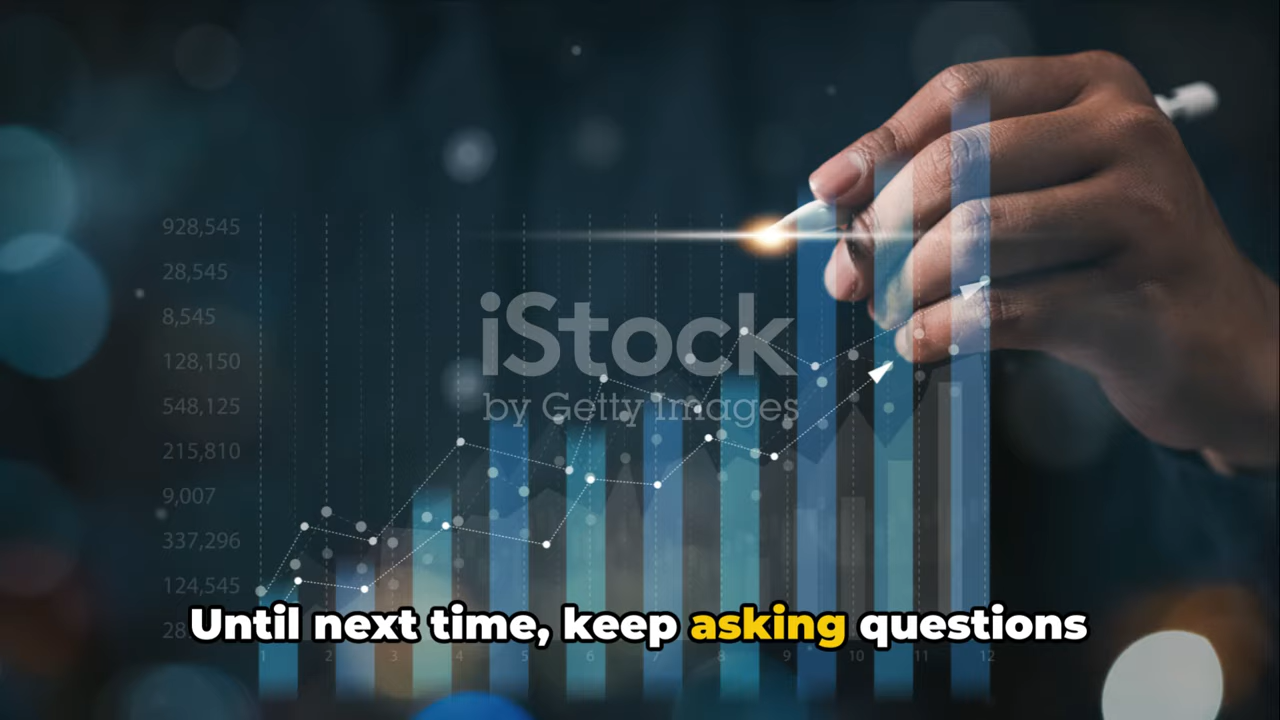 928,545
28,545
8,545
128,150
548,125
215,810
9,007
337,296
124,545
28
iStock
by Getty Images
Until next time, keep asking questions
1 2 3 4 5 6 7 8 9 10 11 12